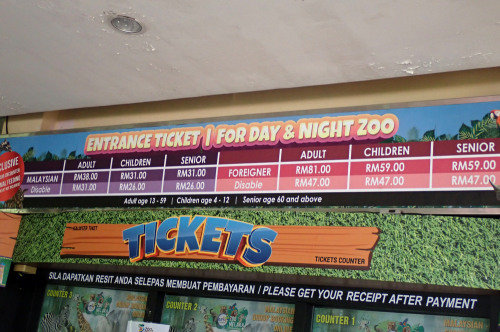 ENTRANCE TICKET | FOR DAY & NIGHT ZOO
ADULT CHILDREN SENIOR ADULT CHILDREN SENIOR
MALAYSIAN RM38.00 RM31.00 RM31.00 FOREIGNER RM81.00 RM59.00 RM59.00
Disable RM31.00 RM26.00 RM26.00 Disable RM47.00 RM47.00 RM47.00
Adult age 13 - 59 | Children age 4 - 12 | Senior age 60 and above
TICKETS
TICKETS COUNTER
SILA DAPATKAN RESIT ANDA SELEPAS MEMBUAT PEMBAYARAN / PLEASE GET YOUR RECEIPT AFTER PAYMENT
COUNTER 3 COUNTER 2 COUNTER 1